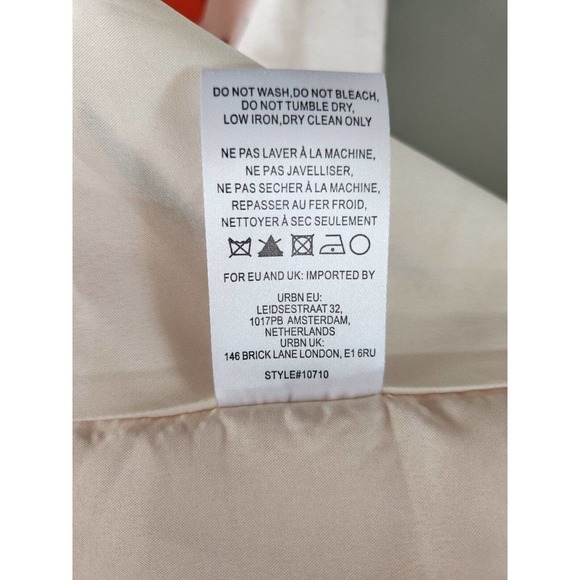 DO NOT WASH,DO NOT BLEACH,
DO NOT TUMBLE DRY,
LOW IRON,DRY CLEAN ONLY
NE PAS LAVER À LA MACHINE,
NE PAS JAVELLISER,
NE PAS SECHER À LA MACHINE,
REPASSER AU FER FROID,
NETTOYER À SEC SEULEMENT
FOR EU AND UK: IMPORTED BY
URBN EU:
LEIDSESTRAAT 32,
1017PB AMSTERDAM,
NETHERLANDS
URBN UK:
146 BRICK LANE LONDON, E1 6RU
STYLE#10710